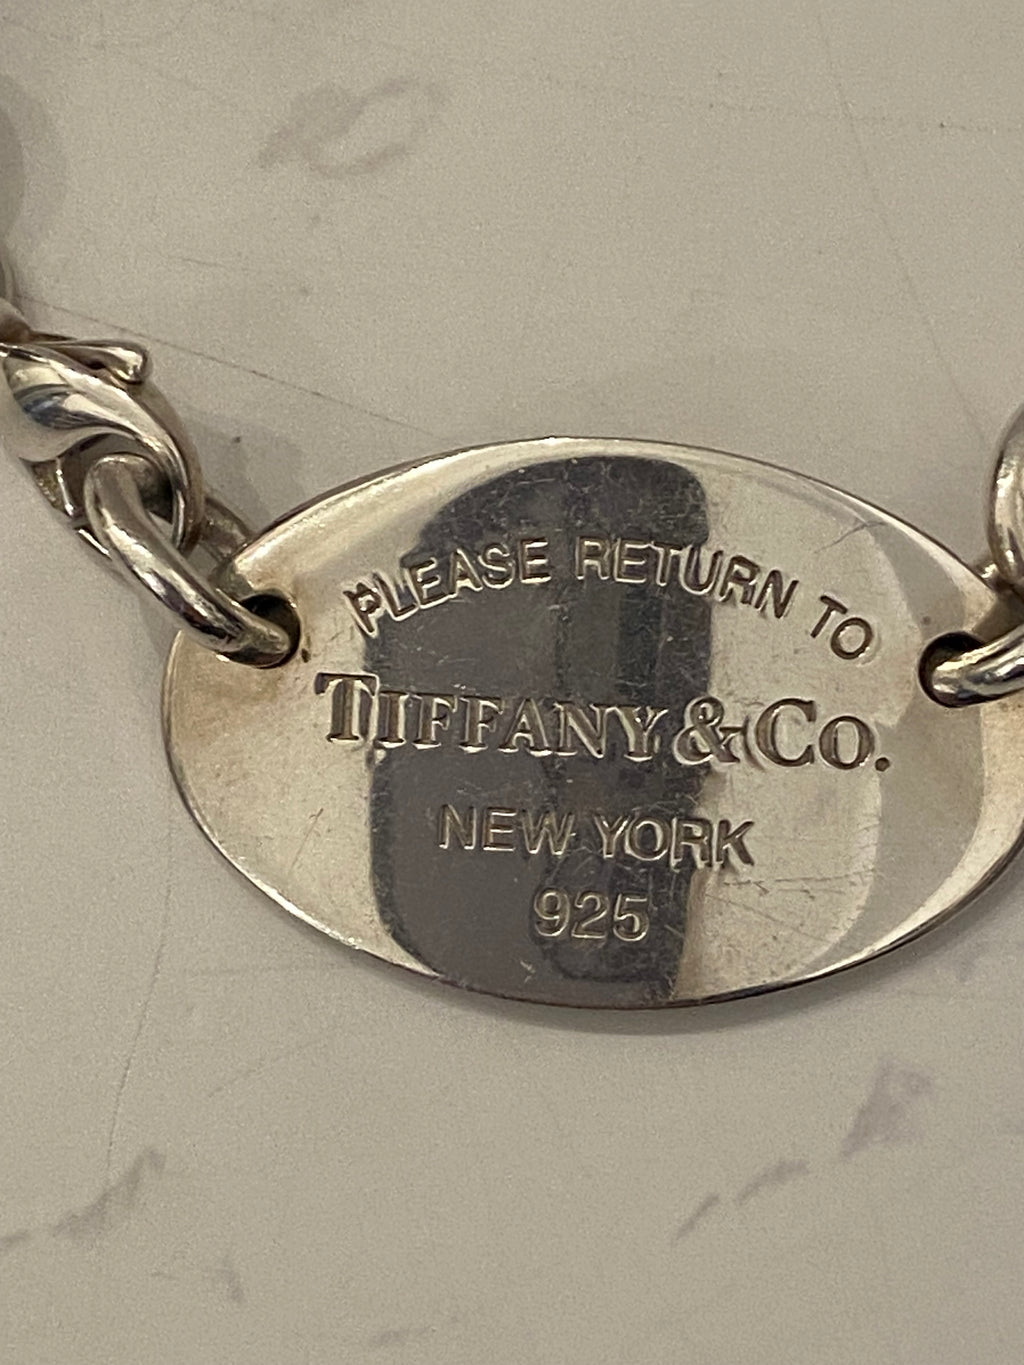 PLEASE RETURN TO
TIFFANY & CO.
NEW YORK
925